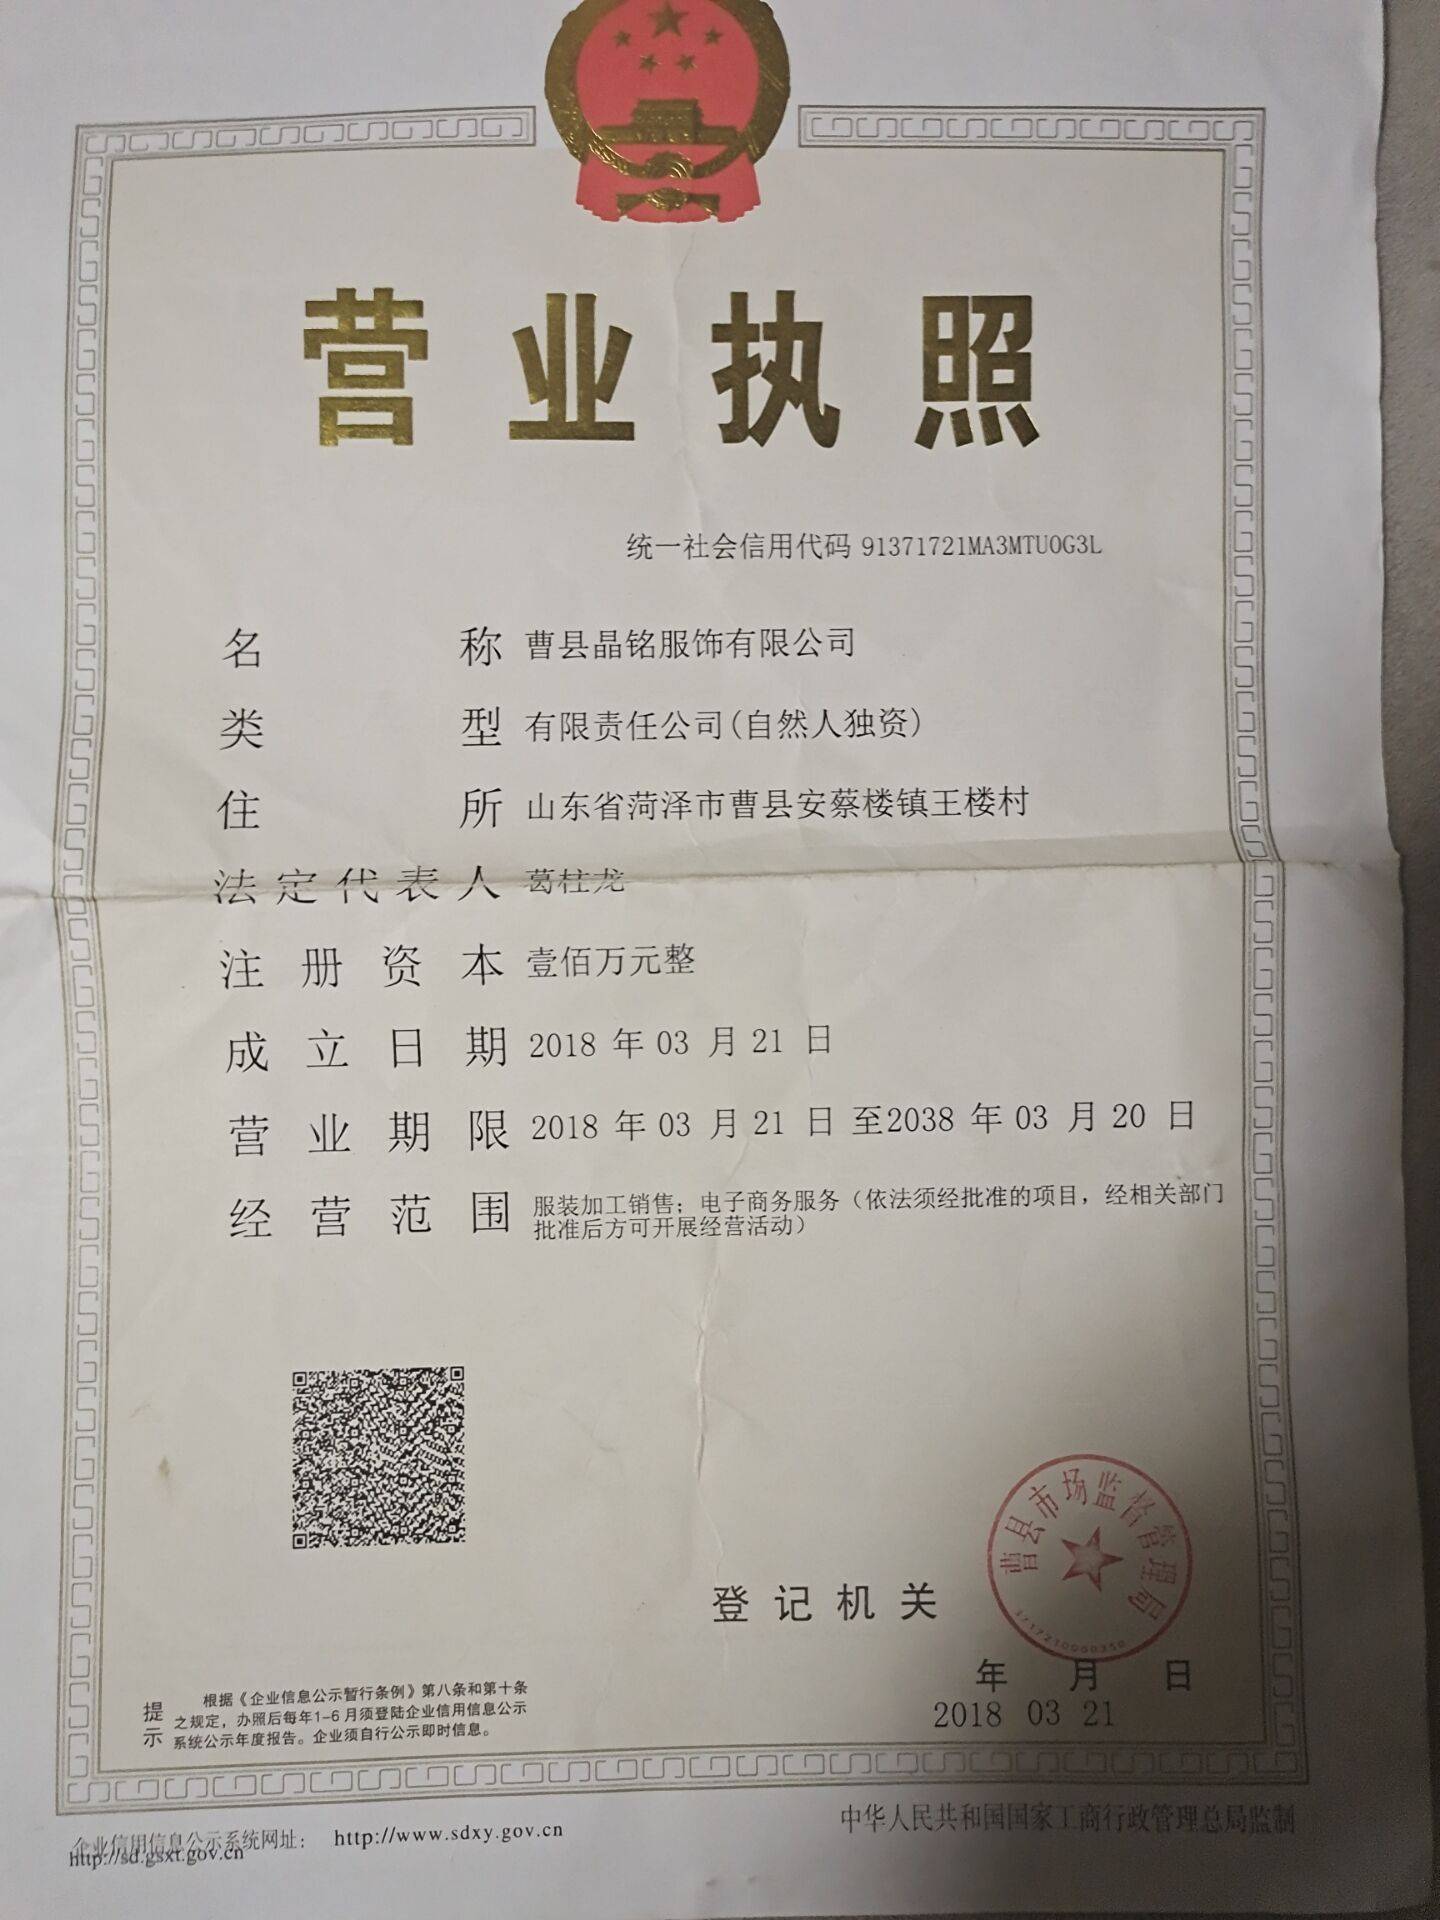 营业执照
统一社会信用代码 91371721MA3MTU0G3L
名称 曹县晶铭服饰有限公司
类型 有限责任公司(自然人独资)
住所 山东省菏泽市曹县安蔡楼镇王楼村
法定代表人 葛柱龙
注册资本 壹佰万元整
成立日期 2018 年 03 月 21 日
营业期限 2018 年 03 月 21 日 至2038 年 03 月 20 日
经营范围 服装加工销售；电子商务服务（依法须经批准的项目，经相关部门
批准后方可开展经营活动）
曹县市场监督管理局
登记机关
年 月 日
2018 03 21
提示
根据《企业信息公示暂行条例》第八条和第十条
之规定，办照后每年1-6月须登陆企业信用信息公示
系统公示年度报告。企业须自行公示即时信息。
企业信用信息公示系统网址： http://www.sdxy.gov.cn
http://sd.gsxt.gov.cn
中华人民共和国国家工商行政管理总局监制